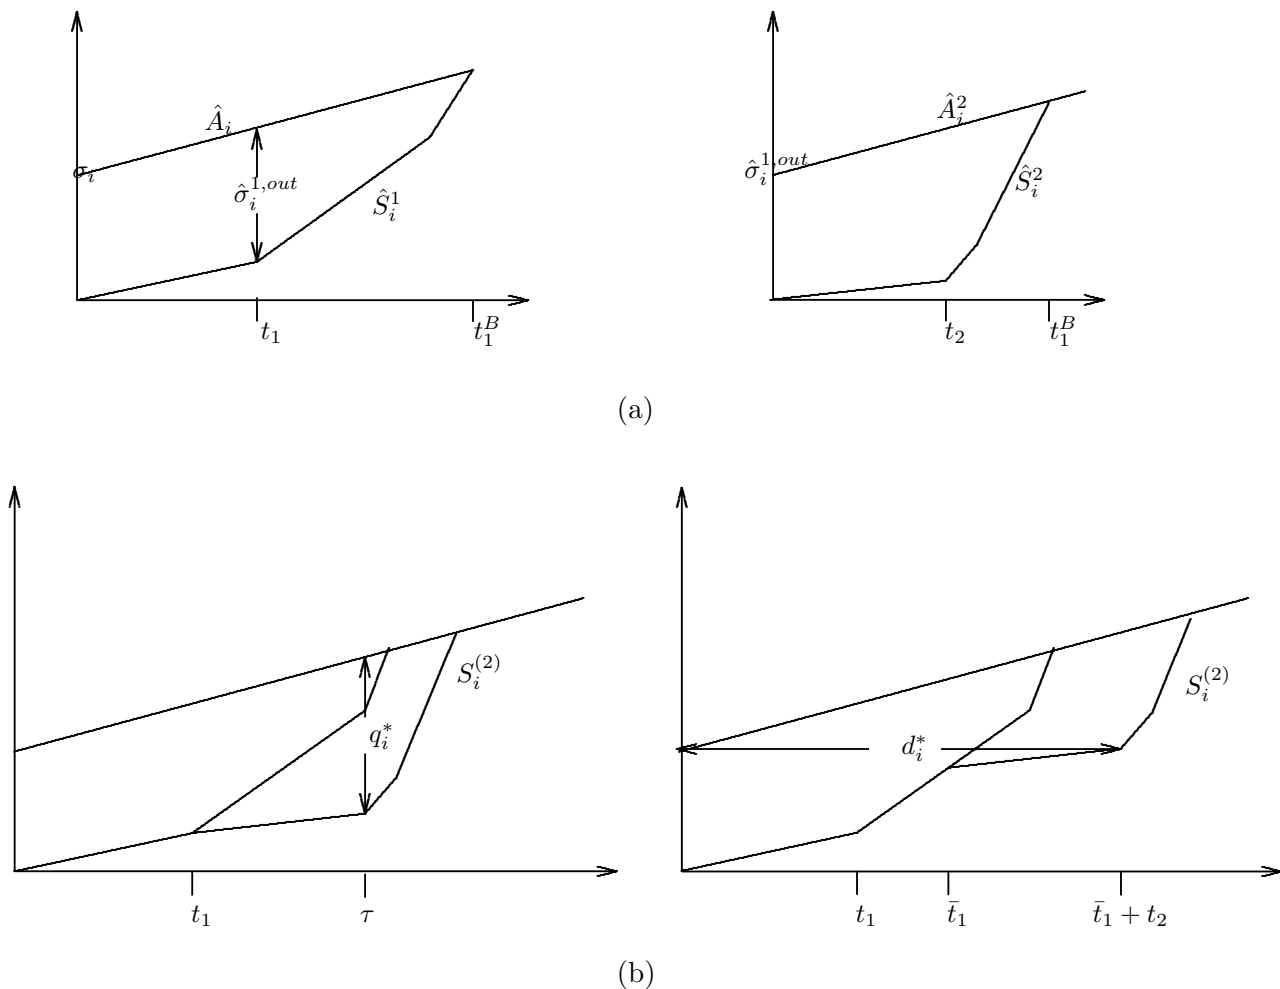 Â_i
σ_i
σ̂_i^{1,out}
Ŝ_i^1
t_1
t_1^B
Â_i^2
σ̂_i^{1,out}
Ŝ_i^2
t_2
t_1^B
(a)
S_i^{(2)}
q_i^*
t_1
τ
S_i^{(2)}
d_i^*
t_1
t̄_1
t̄_1 + t_2
(b)